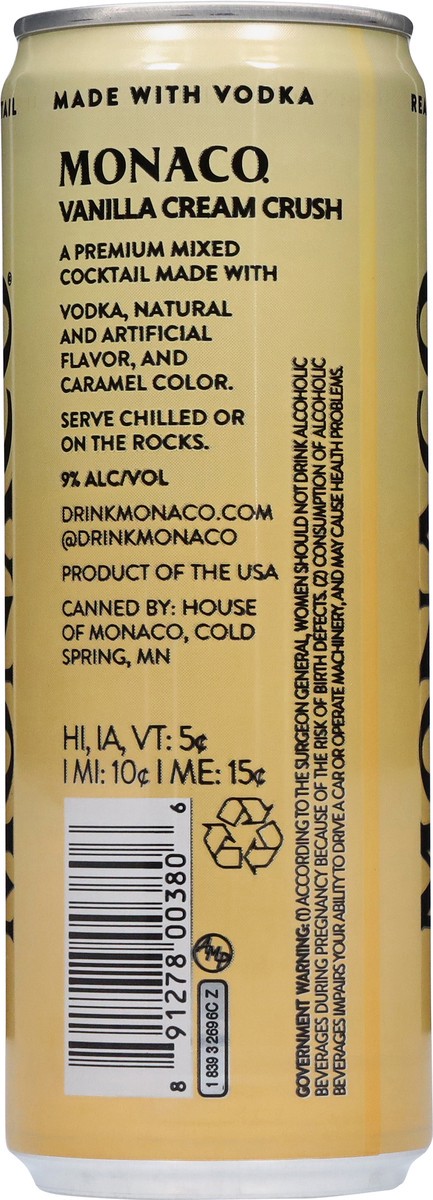 TAIL
MADE WITH VODKA
REA
MONACO
VANILLA CREAM CRUSH
A PREMIUM MIXED
COCKTAIL MADE WITH
VODKA, NATURAL
AND ARTIFICIAL
FLAVOR, AND
CARAMEL COLOR.
SERVE CHILLED OR
ON THE ROCKS.
9% ALC/VOL
DRINKMONACO.COM
@DRINKMONACO
PRODUCT OF THE USA
CANNED BY: HOUSE
OF MONACO, COLD
SPRING, MN
HI, IA, VT: 5¢
| MI: 10¢ | ME: 15¢
8 91278 00380 6
AMP
1 839 3 2696C Z
GOVERNMENT WARNING: (1) ACCORDING TO THE SURGEON GENERAL, WOMEN SHOULD NOT DRINK ALCOHOLIC
BEVERAGES DURING PREGNANCY BECAUSE OF THE RISK OF BIRTH DEFECTS. (2) CONSUMPTION OF ALCOHOLIC
BEVERAGES IMPAIRS YOUR ABILITY TO DRIVE A CAR OR OPERATE MACHINERY, AND MAY CAUSE HEALTH PROBLEMS.